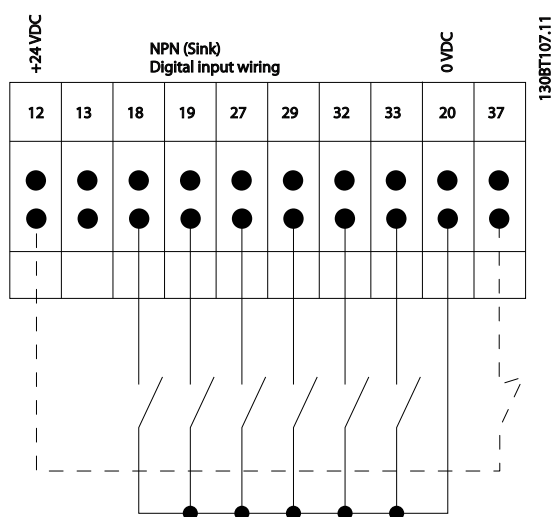 +24 VDC
NPN (Sink)
Digital input wiring
0 VDC
130BT107.11
12 13 18 19 27 29 32 33 20 37